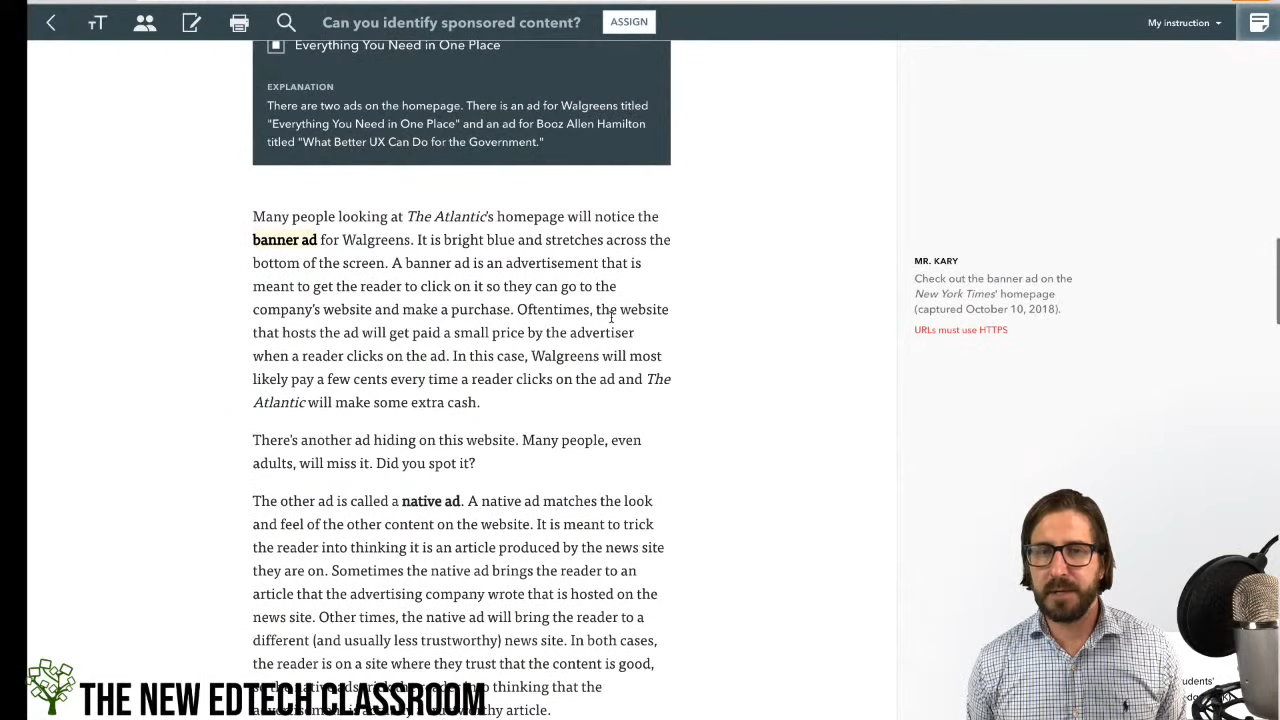 Can you identify sponsored content?
ASSIGN
My instruction
Everything You Need in One Place
EXPLANATION
There are two ads on the homepage. There is an ad for Walgreens titled
"Everything You Need in One Place" and an ad for Booz Allen Hamilton
titled "What Better UX Can Do for the Government."
Many people looking at The Atlantic's homepage will notice the
banner ad for Walgreens. It is bright blue and stretches across the
bottom of the screen. A banner ad is an advertisement that is
meant to get the reader to click on it so they can go to the
company's website and make a purchase. Oftentimes, the website
that hosts the ad will get paid a small price by the advertiser
when a reader clicks on the ad. In this case, Walgreens will most
likely pay a few cents every time a reader clicks on the ad and The
Atlantic will make some extra cash.
There's another ad hiding on this website. Many people, even
adults, will miss it. Did you spot it?
The other ad is called a native ad. A native ad matches the look
and feel of the other content on the website. It is meant to trick
the reader into thinking it is an article produced by the news site
they are on. Sometimes the native ad brings the reader to an
article that the advertising company wrote that is hosted on the
news site. Other times, the native ad will bring the reader to a
different (and usually less trustworthy) news site. In both cases,
the reader is on a site where they trust that the content is good,
thinking that the
article.
MR. KARY
Check out the banner ad on the
New York Times' homepage
(captured October 10, 2018).
URLs must use HTTPS
THE NEW EDTECH CLASSROOM